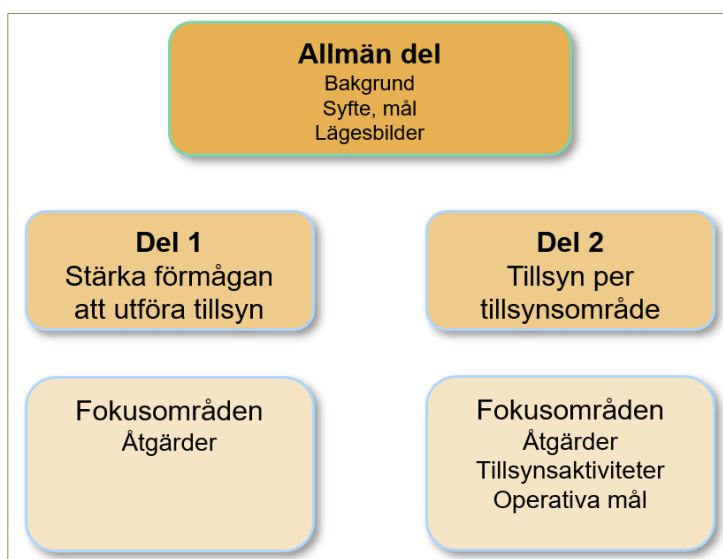 Allmän del
Bakgrund
Syfte, mål
Lägesbilder
Del 1
Stärka förmågan
att utföra tillsyn
Del 2
Tillsyn per
tillsynsområde
Fokusområden
Åtgärder
Fokusområden
Åtgärder
Tillsynsaktiviteter
Operativa mål